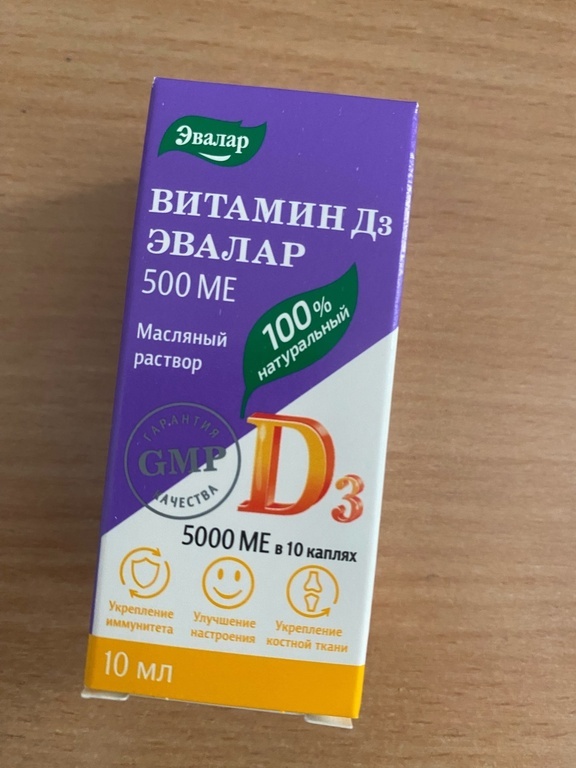 Эвалар
ВИТАМИН Д3
ЭВАЛАР
500 МЕ
Масляный
раствор
100%
натуральный
ГАРАНТИЯ
GMP
КАЧЕСТВА
D3
5000 МЕ в 10 каплях
Укрепление
иммунитета
Улучшение
настроения
Укрепление
костной ткани
10 мл